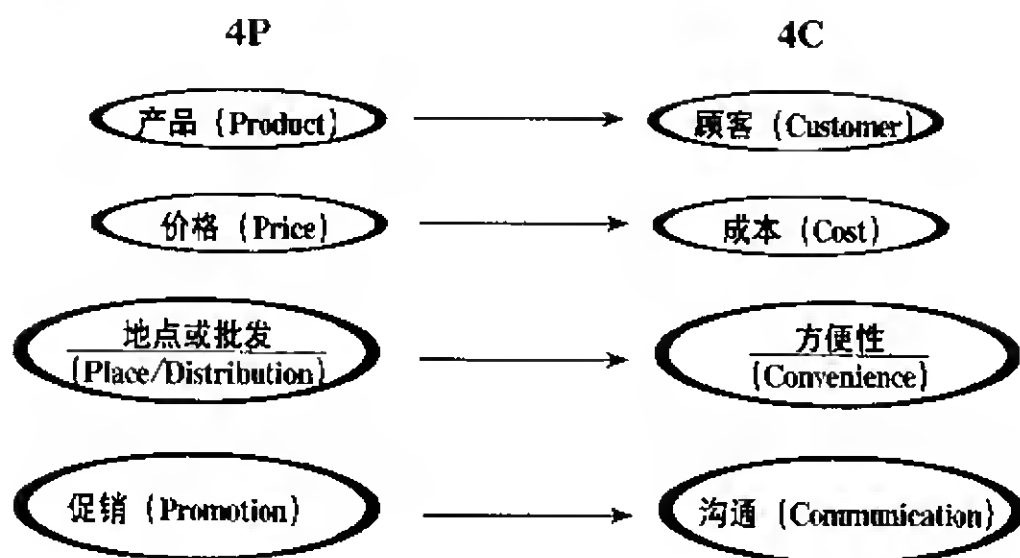 4P 4C
产品 (Product) 顾客 (Customer)
价格 (Price) 成本 (Cost)
地点或批发 方便性
(Place/Distribution) (Convenience)
促销 (Promotion) 沟通 (Communication)